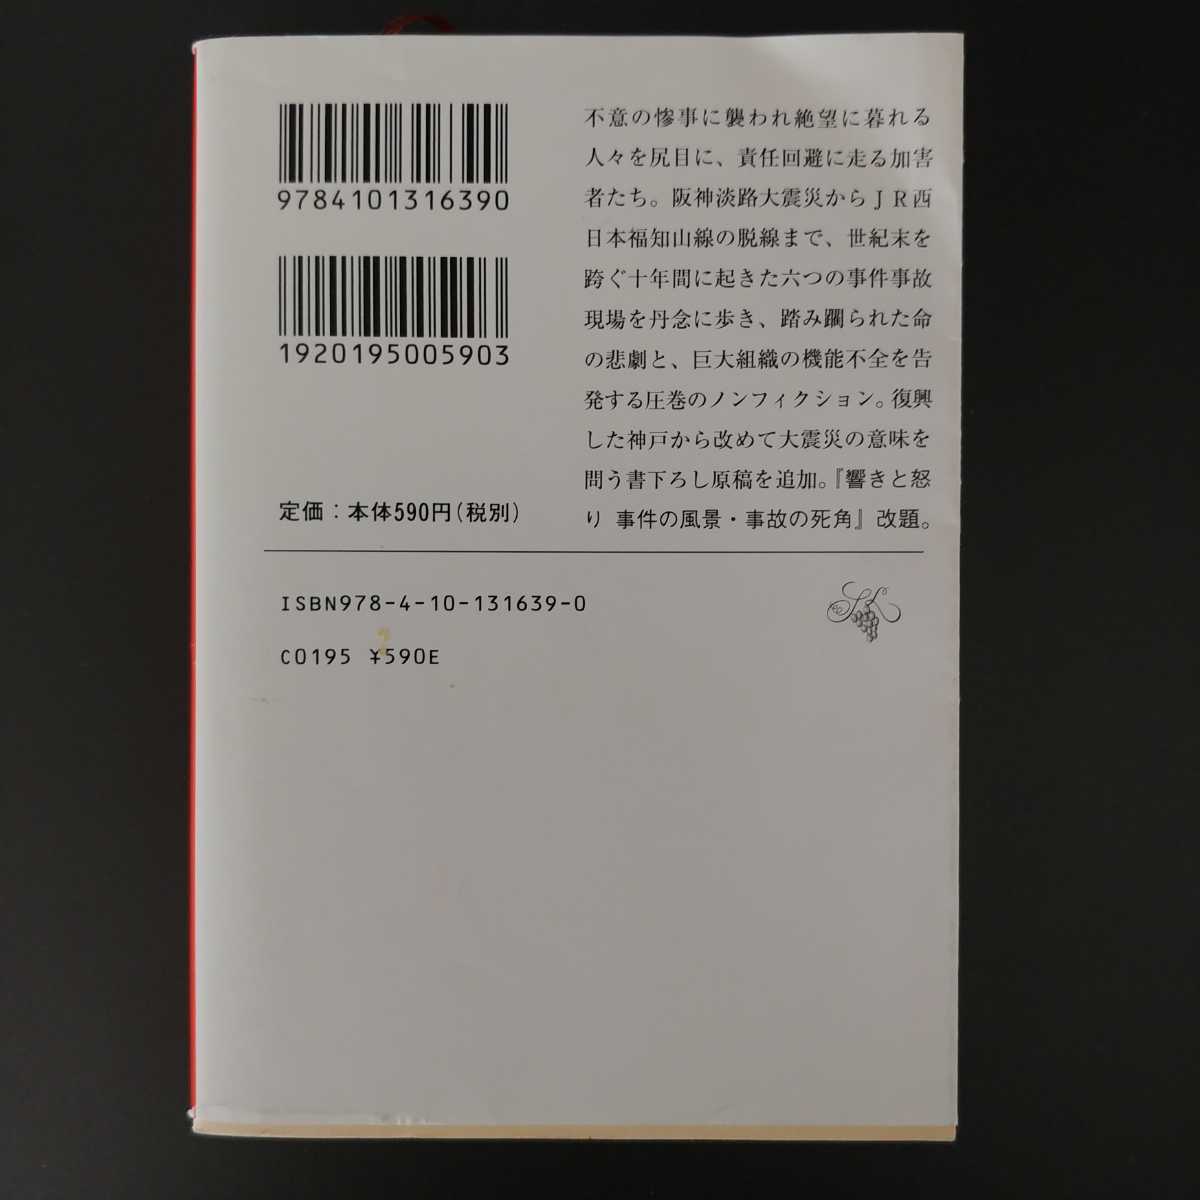 9784101316390
1920195005903
定価：本体590円(税別)
不意の惨事に襲われ絶望に暮れる
人々を尻目に、責任回避に走る加害
者たち。阪神淡路大震災からＪＲ西
日本福知山線の脱線まで、世紀末を
跨ぐ十年間に起きた六つの事件事故
現場を丹念に歩き、踏み躙られた命
の悲劇と、巨大組織の機能不全を告
発する圧巻のノンフィクション。復興
した神戸から改めて大震災の意味を
問う書下ろし原稿を追加。『響きと怒
り 事件の風景・事故の死角』改題。
ISBN978-4-10-131639-0
C0195 ¥590E